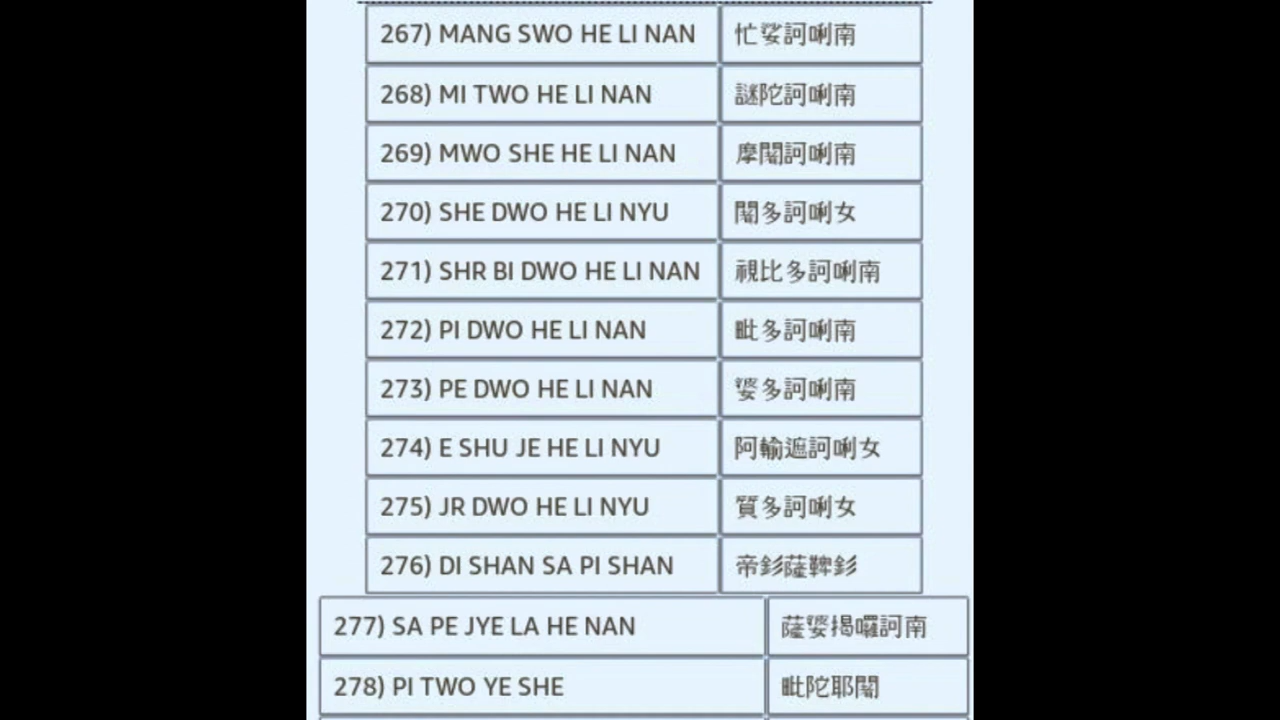 267) MANG SWO HE LI NAN 忙娑訶唎南
268) MI TWO HE LI NAN 謎陀訶唎南
269) MWO SHE HE LI NAN 摩闍訶唎南
270) SHE DWO HE LI NYU 闍多訶唎女
271) SHR BI DWO HE LI NAN 視比多訶唎南
272) PI DWO HE LI NAN 毗多訶唎南
273) PE DWO HE LI NAN 婆多訶唎南
274) E SHU JE HE LI NYU 阿輸遮訶唎女
275) JR DWO HE LI NYU 質多訶唎女
276) DI SHAN SA PI SHAN 帝釤薩鞞釤
277) SA PE JYE LA HE NAN 薩婆揭囉訶南
278) PI TWO YE SHE 毗陀耶闍